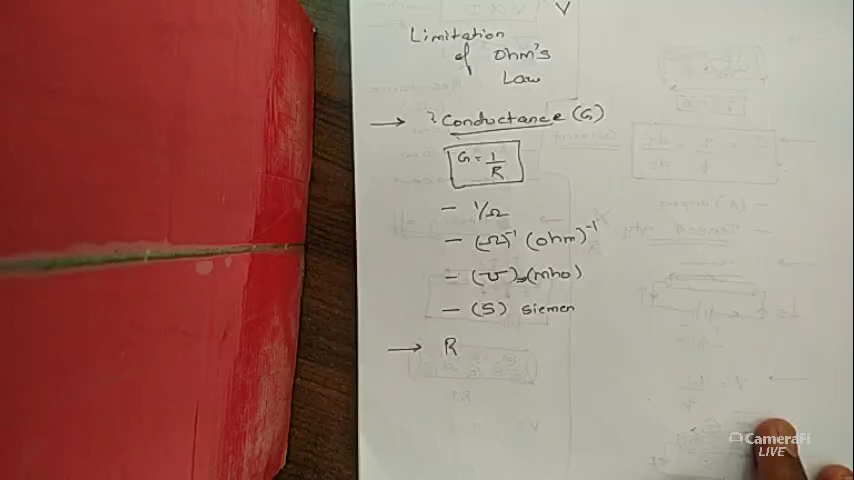 V
Limitation
of Ohm's
Law
→ Conductance (G)
G = 1/R
- 1/Ω
- (Ω)⁻¹ (ohm)⁻¹
- (℧) (mho)
- (S) siemen
→ R
CameraFi
LIVE